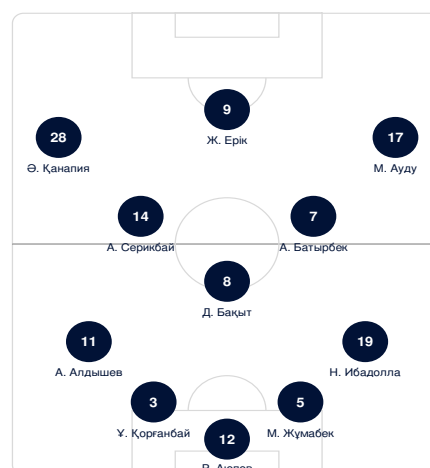 9
Ж. Ерік
28
Ә. Қанапия
17
М. Ауду
14
А. Серикбай
7
А. Батырбек
8
Д. Бақыт
11
А. Алдышев
19
Н. Ибадолла
3
Ұ. Қорғанбай
5
М. Жұмабек
12